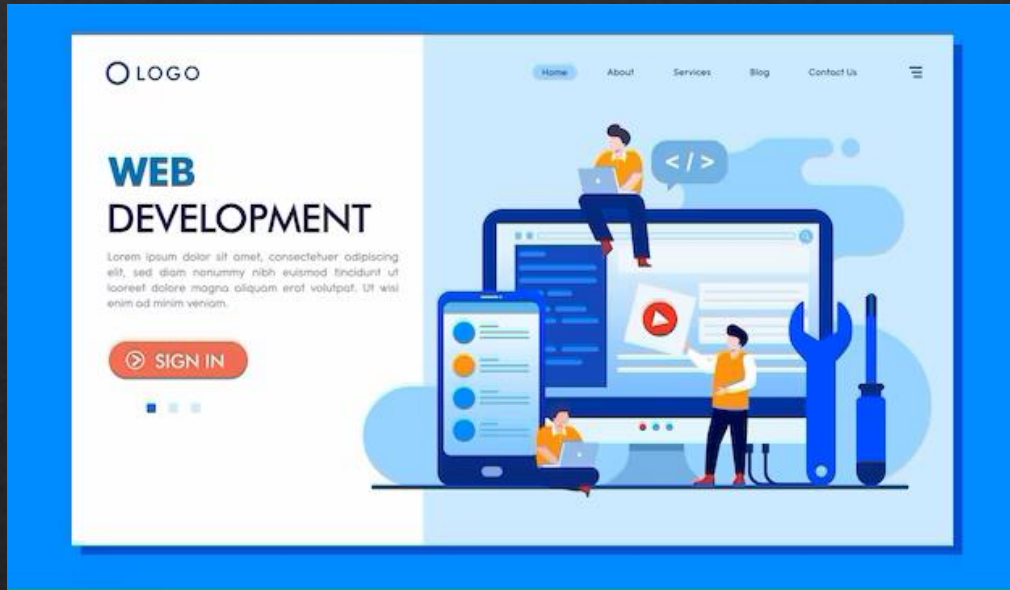 LOGO
Home About Services Blog Contact Us
</>
WEB
DEVELOPMENT
Lorem ipsum dolor sit amet, consectetuer adipiscing
elit, sed diam nonummy nibh euismod tincidunt ut
laoreet dolore magna aliquam erat volutpat. Ut wisi
enim ad minim veniam.
SIGN IN